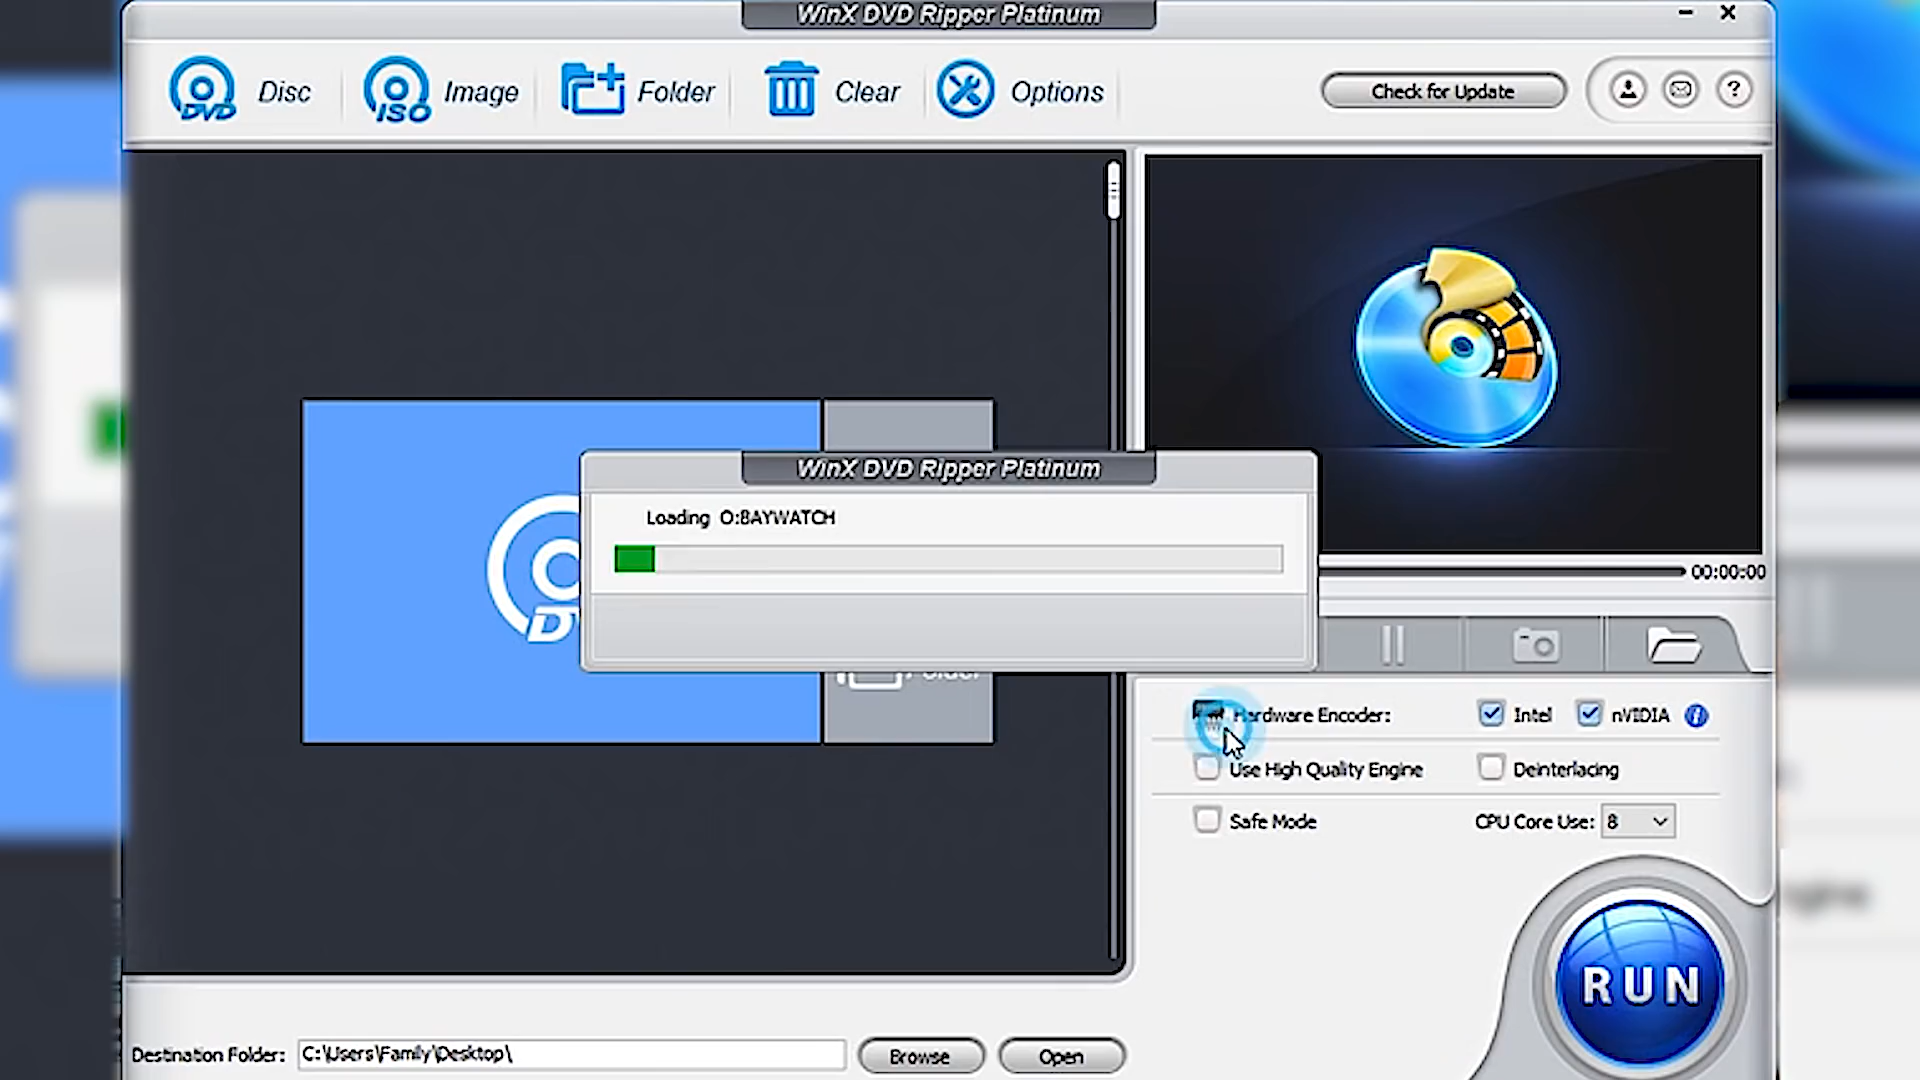 WinX DVD Ripper Platinum
DVD Disc
ISO Image
Folder
Clear
Options
Check for Update
?
WinX DVD Ripper Platinum
Loading O:BAYWATCH
00:00:00
Hardware Encoder:
Intel
nVIDIA
i
Use High Quality Engine
Deinterlacing
Safe Mode
CPU Core Use: 8
RUN
Destination Folder: C:\Users\Family\Desktop\
Browse
Open